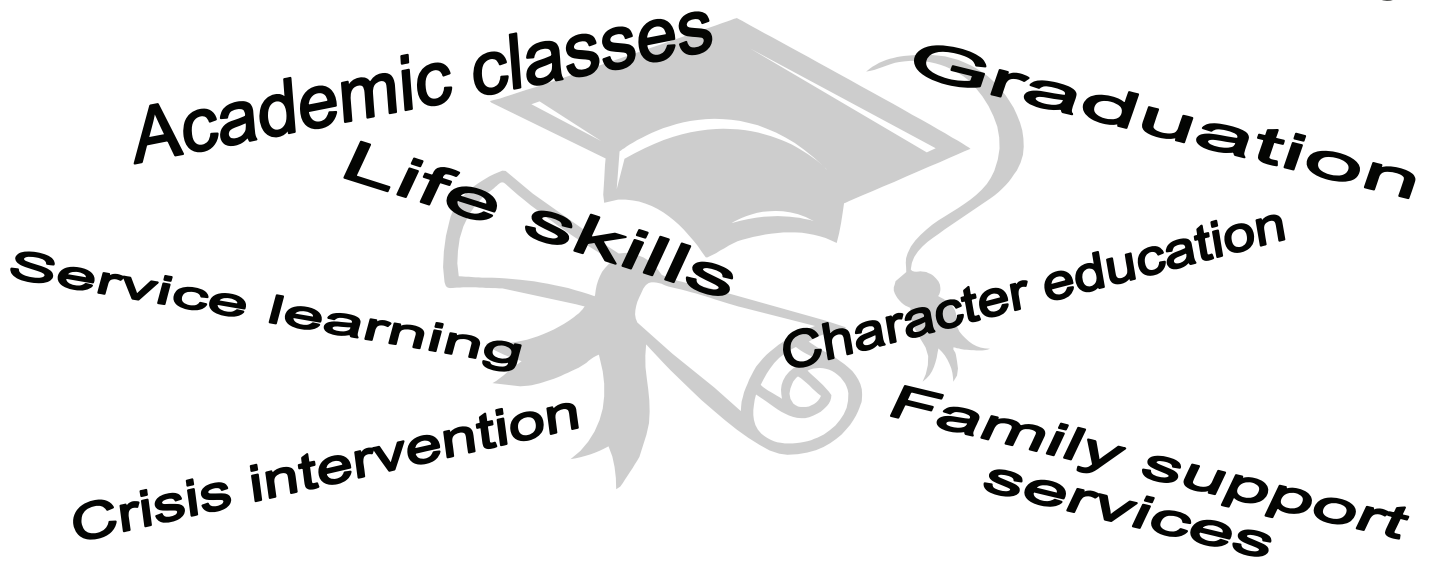 Academic classes
Graduation
Life skills
Character education
Service learning
Crisis intervention
Family support
services